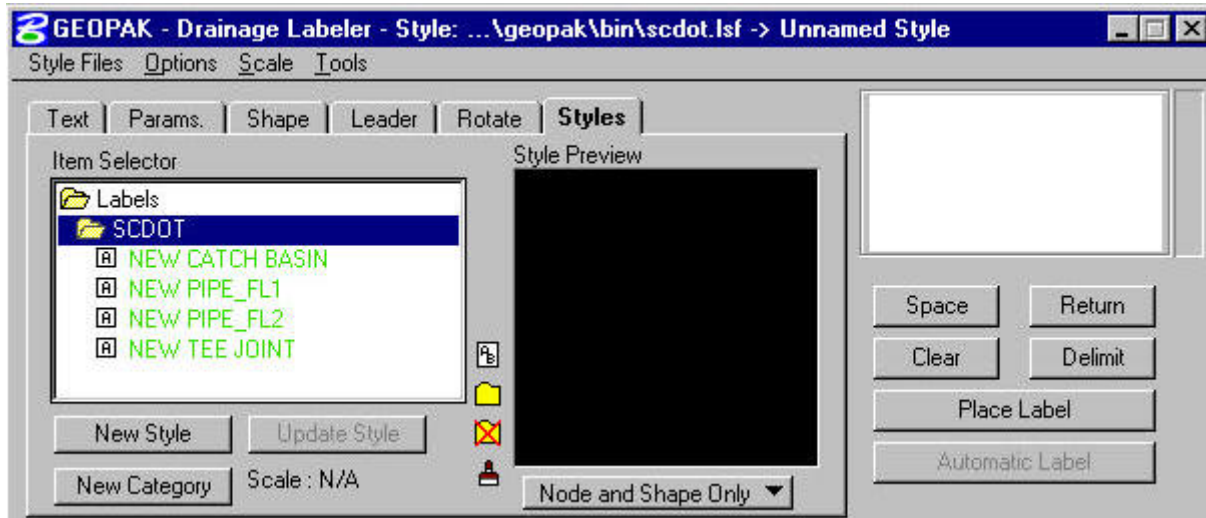 GEOPAK - Drainage Labeler - Style: ...\geopak\bin\scdot.lsf -> Unnamed Style
Style Files Options Scale Tools
Text Params. Shape Leader Rotate Styles
Item Selector
Style Preview
Labels
SCDOT
A NEW CATCH BASIN
A NEW PIPE_FL1
A NEW PIPE_FL2
A NEW TEE JOINT
AB
New Style
Update Style
New Category
Scale : N/A
Node and Shape Only
Space
Return
Clear
Delimit
Place Label
Automatic Label